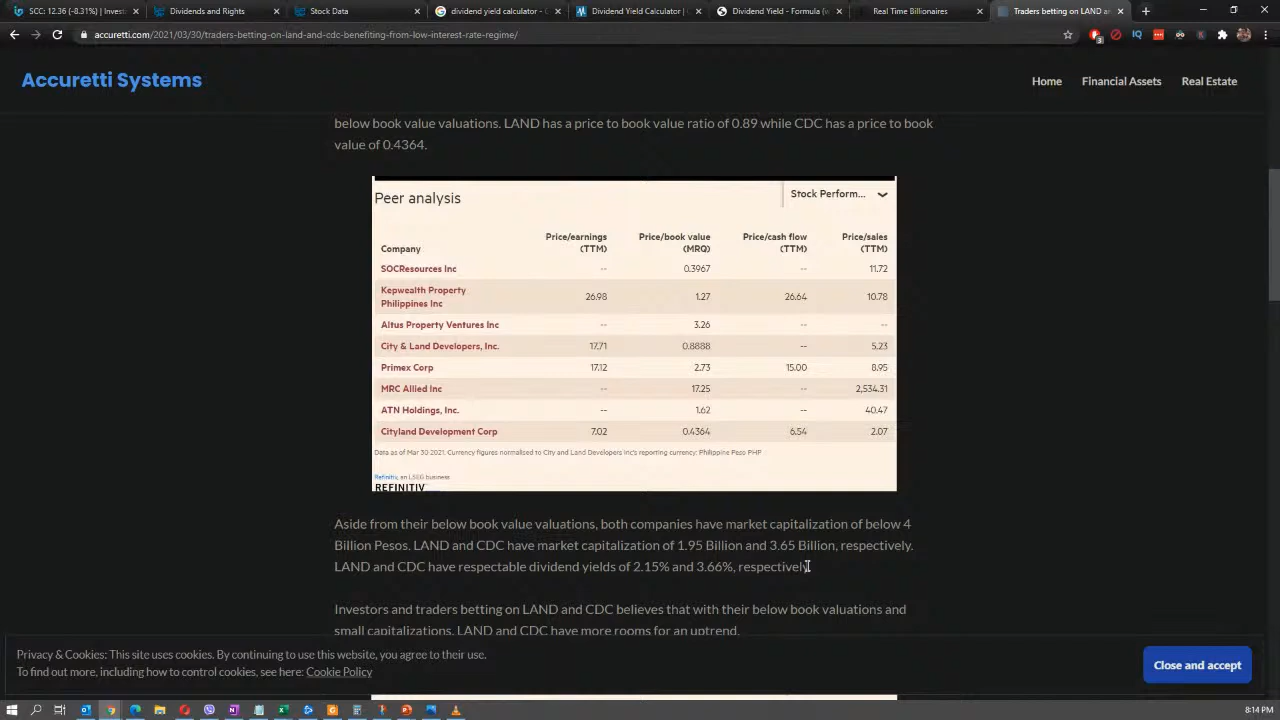 SCC: 12.36 (-8.31%) | Invest
Dividends and Rights
Stock Data
dividend yield calculator - G
Dividend Yield Calculator |
Dividend Yield - Formula (w
Real Time Billionaires
Traders betting on LAND a
accuretti.com/2021/03/30/traders-betting-on-land-and-cdc-benefiting-from-low-interest-rate-regime/
Accuretti Systems
Home Financial Assets Real Estate
below book value valuations. LAND has a price to book value ratio of 0.89 while CDC has a price to book
value of 0.4364.
Peer analysis
Stock Perform...
Company Price/earnings (TTM) Price/book value (MRQ) Price/cash flow (TTM) Price/sales (TTM)
SOCResources Inc -- 0.3967 -- 11.72
Kepwealth Property Philippines Inc 26.98 1.27 26.64 10.78
Altus Property Ventures Inc -- 3.26 -- --
City & Land Developers, Inc. 17.71 0.8888 -- 5.23
Primex Corp 17.12 2.73 15.00 8.95
MRC Allied Inc -- 17.25 -- 2,534.31
ATN Holdings, Inc. -- 1.62 -- 40.47
Cityland Development Corp 7.02 0.4364 6.54 2.07
Data as of Mar 30 2021. Currency figures normalised to City and Land Developers Inc's reporting currency: Philippine Peso PHP
Refinitiv, an LSEG business
REFINITIV
Aside from their below book value valuations, both companies have market capitalization of below 4
Billion Pesos. LAND and CDC have market capitalization of 1.95 Billion and 3.65 Billion, respectively.
LAND and CDC have respectable dividend yields of 2.15% and 3.66%, respectively
Investors and traders betting on LAND and CDC believes that with their below book valuations and
small capitalizations, LAND and CDC have more rooms for an uptrend.
Privacy & Cookies: This site uses cookies. By continuing to use this website, you agree to their use.
To find out more, including how to control cookies, see here: Cookie Policy
Close and accept
8:14 PM